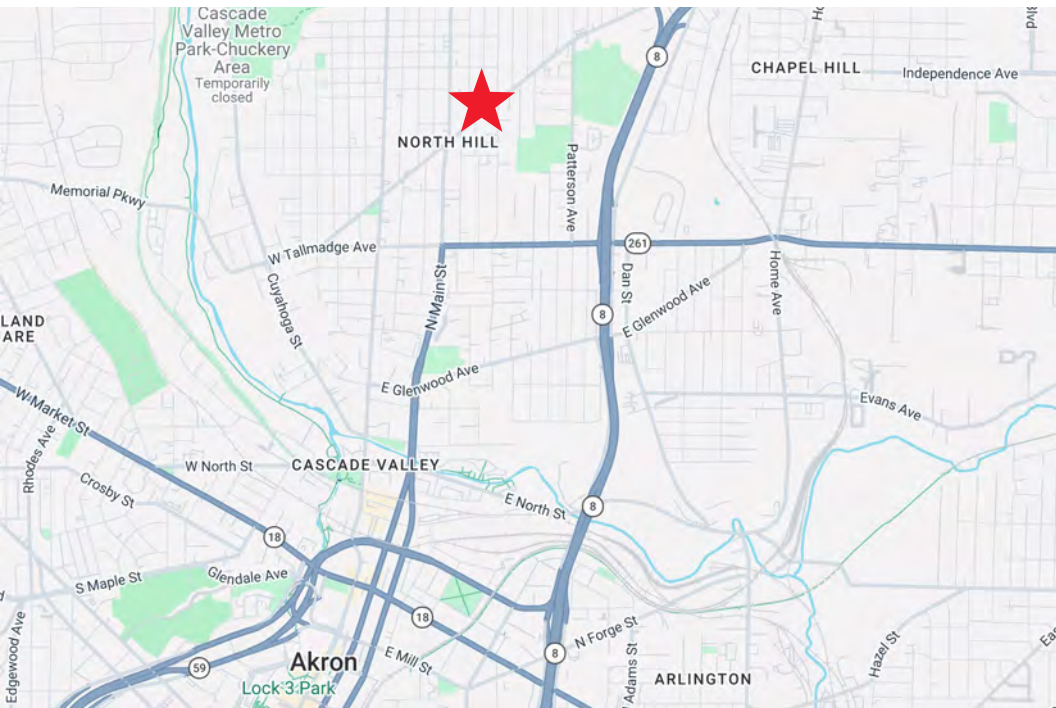 Cascade
Valley Metro
Park-Chuckery
Area
Temporarily
closed
8
CHAPEL HILL
Independence Ave
Blvd
NORTH HILL
Patterson Ave
Memorial Pkwy
W Tallmadge Ave
261
N Main St
Dan St
Home Ave
Cuyahoga St
8
E Glenwood Ave
LAND
ARE
E Glenwood Ave
W Market St
Evans Ave
Rhodes Ave
W North St
CASCADE VALLEY
Crosby St
E North St
8
18
S Maple St
Glendale Ave
18
N Forge St
Edgewood Ave
59
Akron
E Mill St
8
Adams St
ARLINGTON
Hazel St
Lock 3 Park